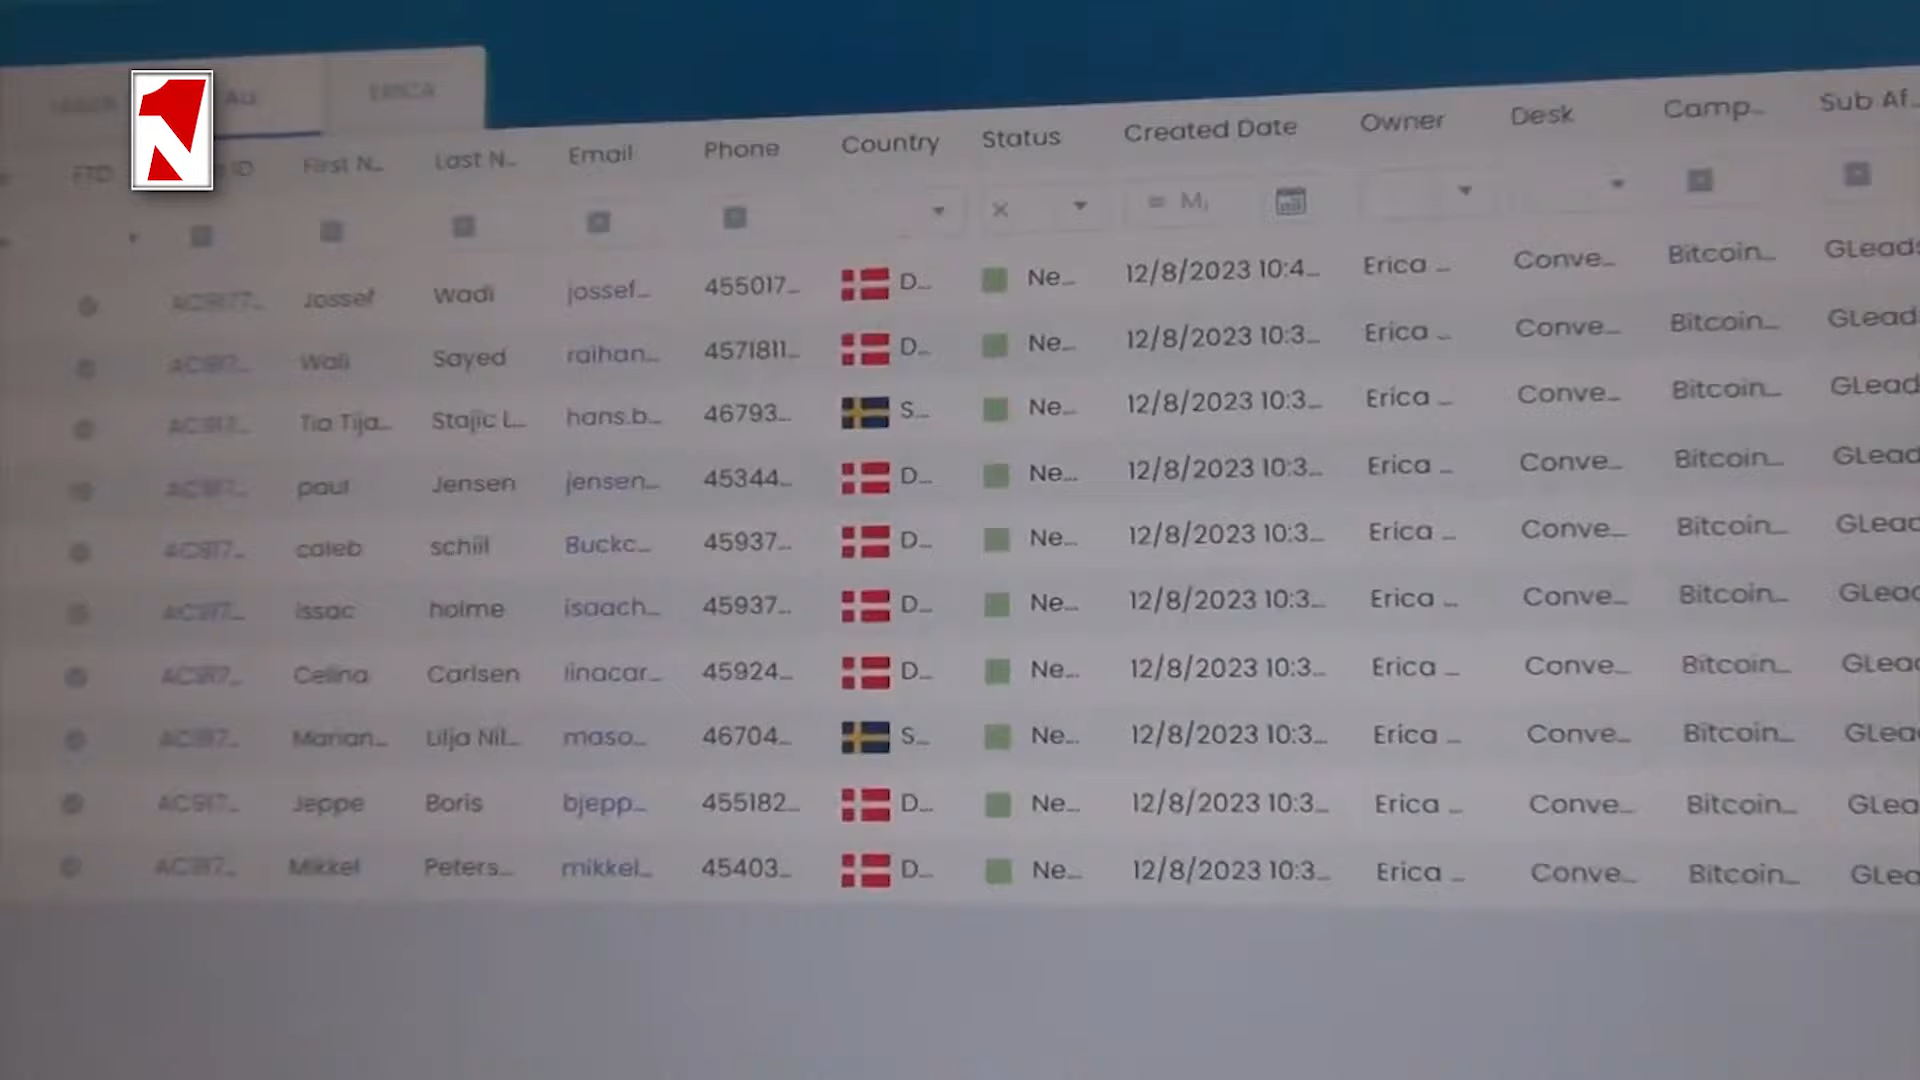 N1
ERICA
FTD ID First N... Last N... Email Phone Country Status Created Date Owner Desk Camp... Sub Af...
= M
Jossef Wadi jossef... 455017... D... Ne... 12/8/2023 10:4... Erica ... Conve... Bitcoin... GLeads
Wali Sayed raihan... 4571811... D... Ne... 12/8/2023 10:3... Erica ... Conve... Bitcoin... GLead
Tia Tija... Stajic L... hans.b... 46793... S... Ne... 12/8/2023 10:3... Erica ... Conve... Bitcoin... GLead
paul Jensen jensen... 45344... D... Ne... 12/8/2023 10:3... Erica ... Conve... Bitcoin... GLead
caleb schiil Buckc... 45937... D... Ne... 12/8/2023 10:3... Erica ... Conve... Bitcoin... GLead
issac holme isaach... 45937... D... Ne... 12/8/2023 10:3... Erica ... Conve... Bitcoin... GLead
Celina Carlsen linacar... 45924... D... Ne... 12/8/2023 10:3... Erica ... Conve... Bitcoin... GLead
Marian... Lilja Nil... maso... 46704... S... Ne... 12/8/2023 10:3... Erica ... Conve... Bitcoin... GLea
Jeppe Boris bjepp... 455182... D... Ne... 12/8/2023 10:3... Erica ... Conve... Bitcoin... GLea
Mikkel Peters... mikkel... 45403... D... Ne... 12/8/2023 10:3... Erica ... Conve... Bitcoin... GLea